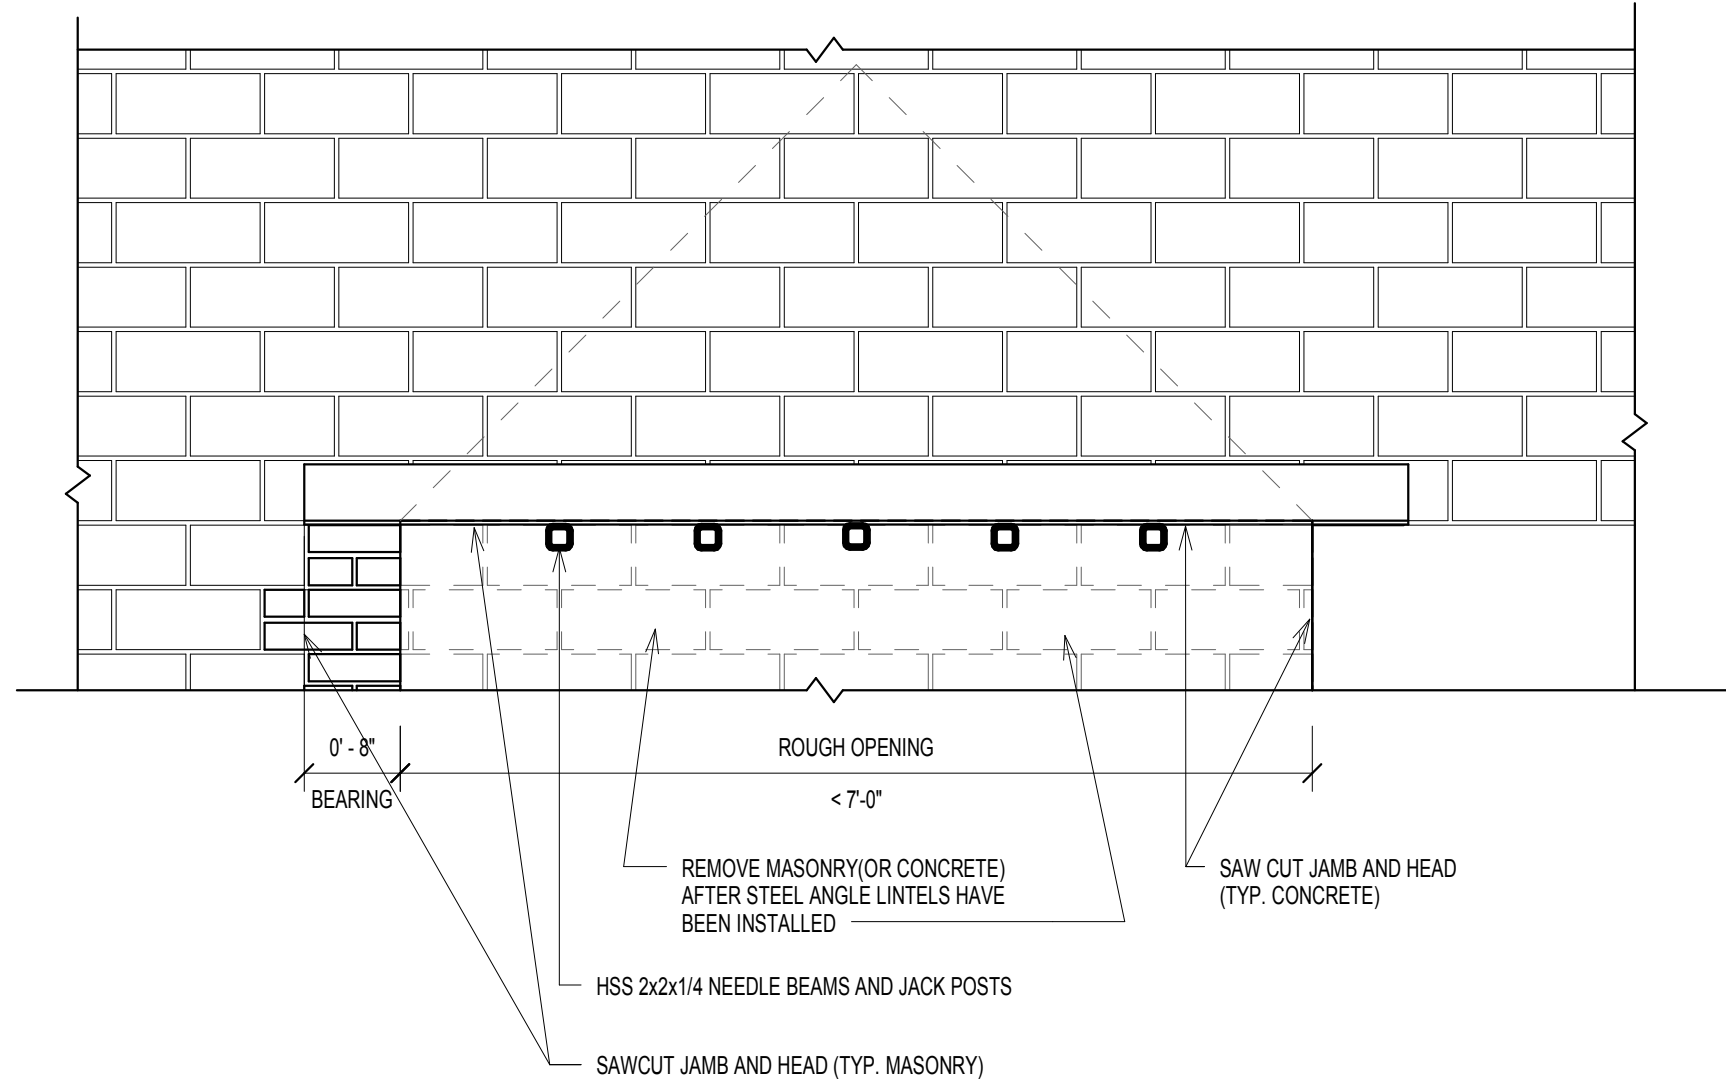 0' - 8"
ROUGH OPENING
BEARING
< 7'-0"
REMOVE MASONRY(OR CONCRETE)
AFTER STEEL ANGLE LINTELS HAVE
BEEN INSTALLED
SAW CUT JAMB AND HEAD
(TYP. CONCRETE)
HSS 2x2x1/4 NEEDLE BEAMS AND JACK POSTS
SAWCUT JAMB AND HEAD (TYP. MASONRY)